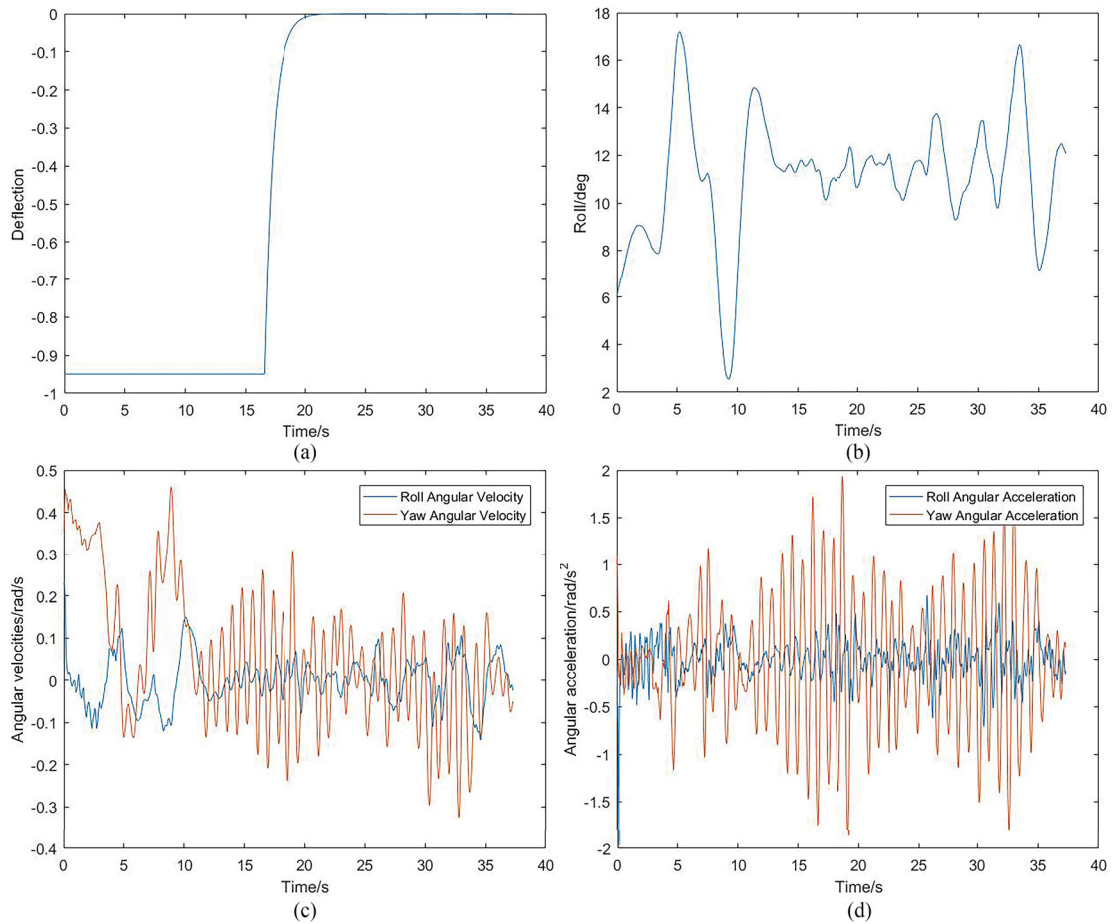 0
-0.1
-0.2
-0.3
-0.4
-0.5
-0.6
-0.7
-0.8
-0.9
-1
Deflection
0 5 10 15 20 25 30 35 40
Time/s
(a)
18
16
14
12
10
8
6
4
2
Roll/deg
0 5 10 15 20 25 30 35 40
Time/s
(b)
0.5
0.4
0.3
0.2
0.1
0
-0.1
-0.2
-0.3
-0.4
Angular velocities/rad/s
Roll Angular Velocity
Yaw Angular Velocity
0 5 10 15 20 25 30 35 40
Time/s
(c)
2
1.5
1
0.5
0
-0.5
-1
-1.5
-2
Angular acceleration/rad/s²
Roll Angular Acceleration
Yaw Angular Acceleration
0 5 10 15 20 25 30 35 40
Time/s
(d)